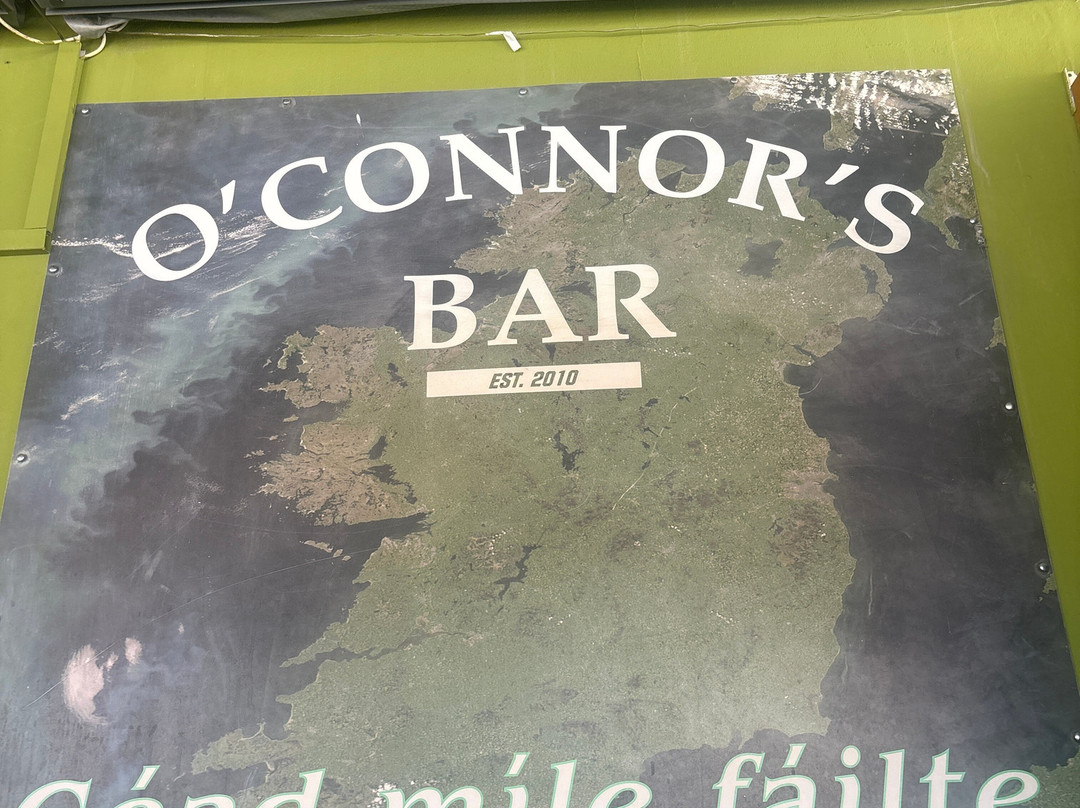 O'CONNOR'S
BAR
EST. 2010
Céad míle fáilte